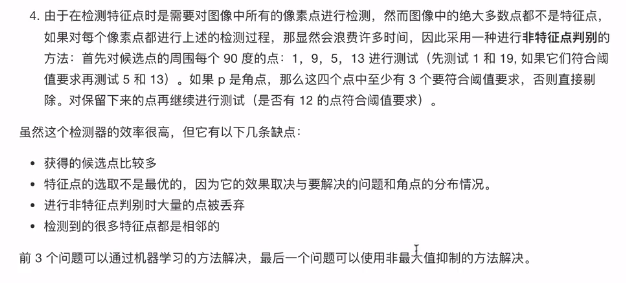 4. 由于在检测特征点时是需要对图像中所有的像素点进行检测，然而图像中的绝大多数点都不是特征点，
如果对每个像素点都进行上述的检测过程，那显然会浪费许多时间，因此采用一种进行非特征点判别的
方法：首先对候选点的周围每个 90 度的点：1，9，5，13 进行测试（先测试 1 和 19, 如果它们符合阈
值要求再测试 5 和 13）。如果 p 是角点，那么这四个点中至少有 3 个要符合阈值要求，否则直接剔
除。对保留下来的点再继续进行测试（是否有 12 的点符合阈值要求）。
虽然这个检测器的效率很高，但它有以下几条缺点：
• 获得的候选点比较多
• 特征点的选取不是最优的，因为它的效果取决与要解决的问题和角点的分布情况。
• 进行非特征点判别时大量的点被丢弃
• 检测到的很多特征点都是相邻的
前 3 个问题可以通过机器学习的方法解决，最后一个问题可以使用非最大值抑制的方法解决。